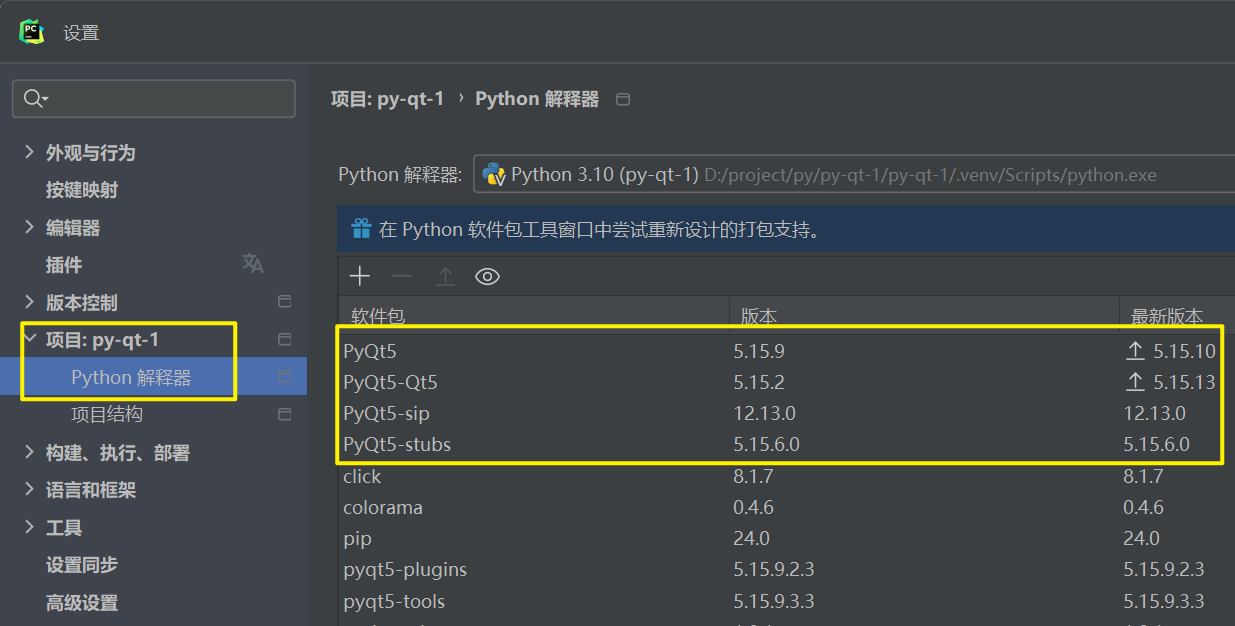 PC
设置
项目: py-qt-1 › Python 解释器
外观与行为
按键映射
编辑器
插件
版本控制
项目: py-qt-1
Python 解释器
项目结构
构建、执行、部署
语言和框架
工具
设置同步
高级设置
Python 解释器: Python 3.10 (py-qt-1) D:/project/py/py-qt-1/py-qt-1/.venv/Scripts/python.exe
在 Python 软件包工具窗口中尝试重新设计的打包支持。
软件包 版本 最新版本
PyQt5 5.15.9 5.15.10
PyQt5-Qt5 5.15.2 5.15.13
PyQt5-sip 12.13.0 12.13.0
PyQt5-stubs 5.15.6.0 5.15.6.0
click 8.1.7 8.1.7
colorama 0.4.6 0.4.6
pip 24.0 24.0
pyqt5-plugins 5.15.9.2.3 5.15.9.2.3
pyqt5-tools 5.15.9.3.3 5.15.9.3.3